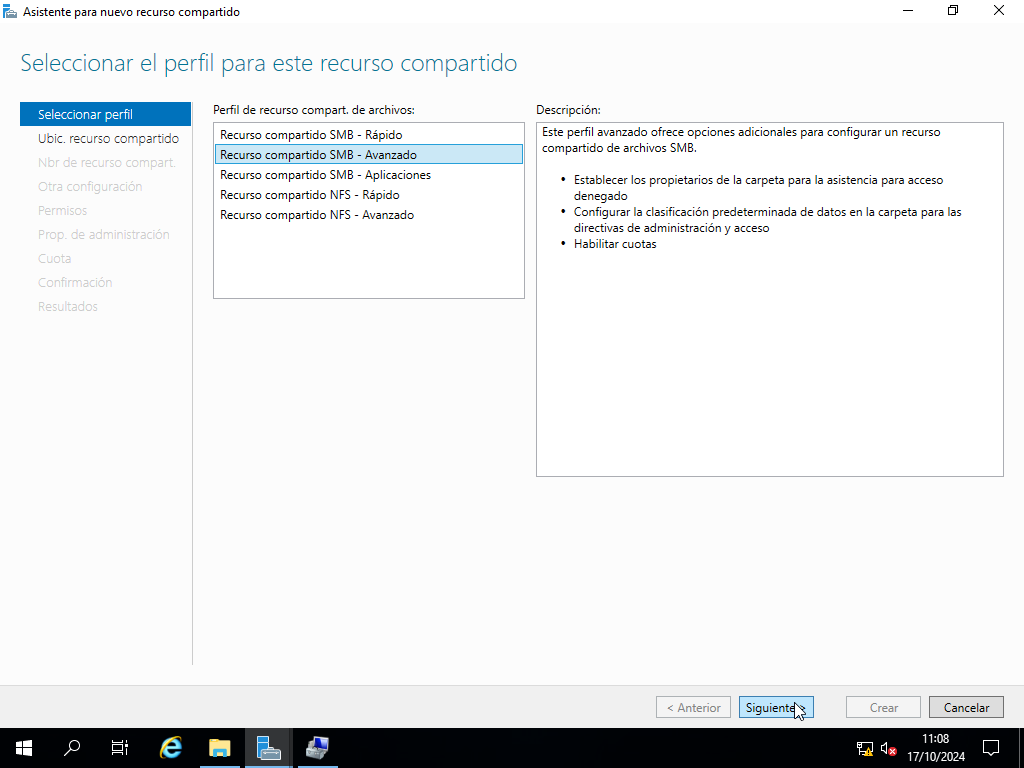 Asistente para nuevo recurso compartido
Seleccionar el perfil para este recurso compartido
Seleccionar perfil
Ubic. recurso compartido
Nbr de recurso compart.
Otra configuración
Permisos
Prop. de administración
Cuota
Confirmación
Resultados
Perfil de recurso compart. de archivos:
Recurso compartido SMB - Rápido
Recurso compartido SMB - Avanzado
Recurso compartido SMB - Aplicaciones
Recurso compartido NFS - Rápido
Recurso compartido NFS - Avanzado
Descripción:
Este perfil avanzado ofrece opciones adicionales para configurar un recurso
compartido de archivos SMB.
• Establecer los propietarios de la carpeta para la asistencia para acceso
denegado
• Configurar la clasificación predeterminada de datos en la carpeta para las
directivas de administración y acceso
• Habilitar cuotas
< Anterior
Siguiente >
Crear
Cancelar
11:08
17/10/2024